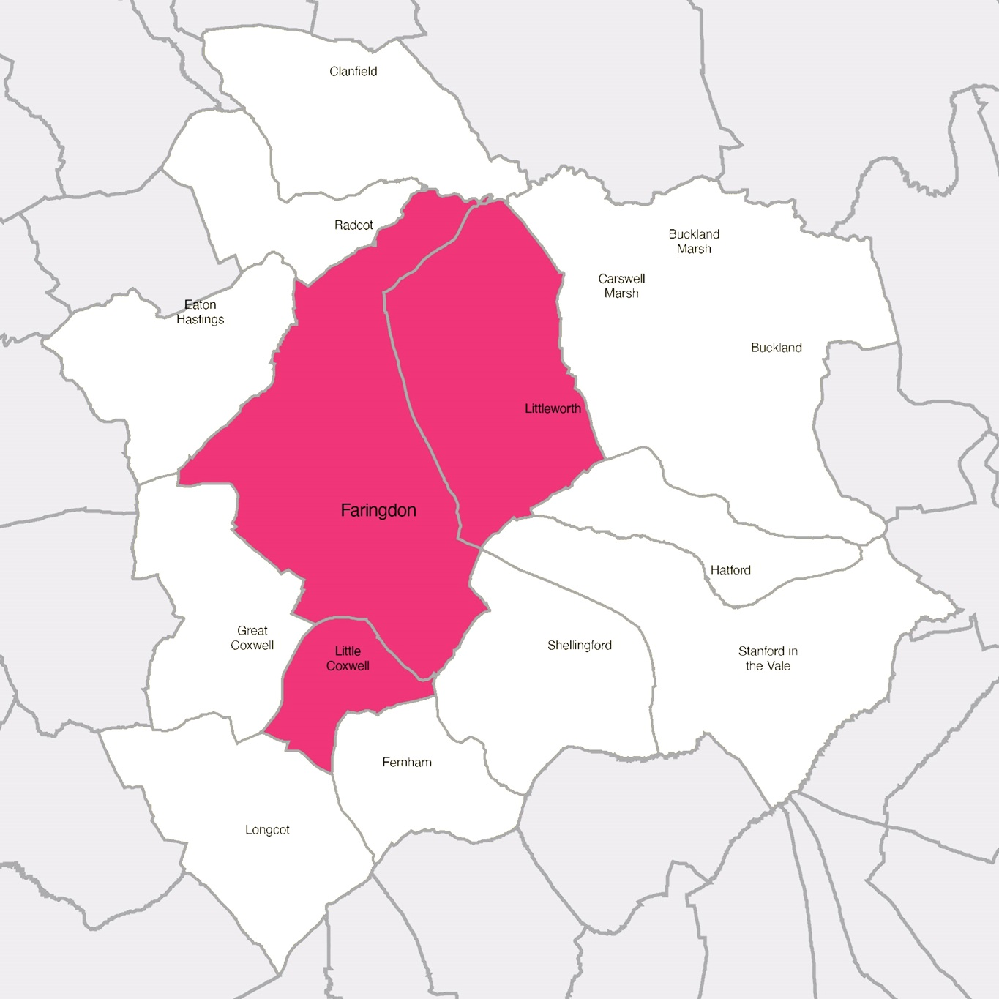 Clanfield
Radcot
Buckland
Marsh
Carswell
Marsh
Eaton
Hastings
Buckland
Littleworth
Faringdon
Hatford
Great
Coxwell
Little
Coxwell
Shellingford
Stanford in
the Vale
Fernham
Longcot